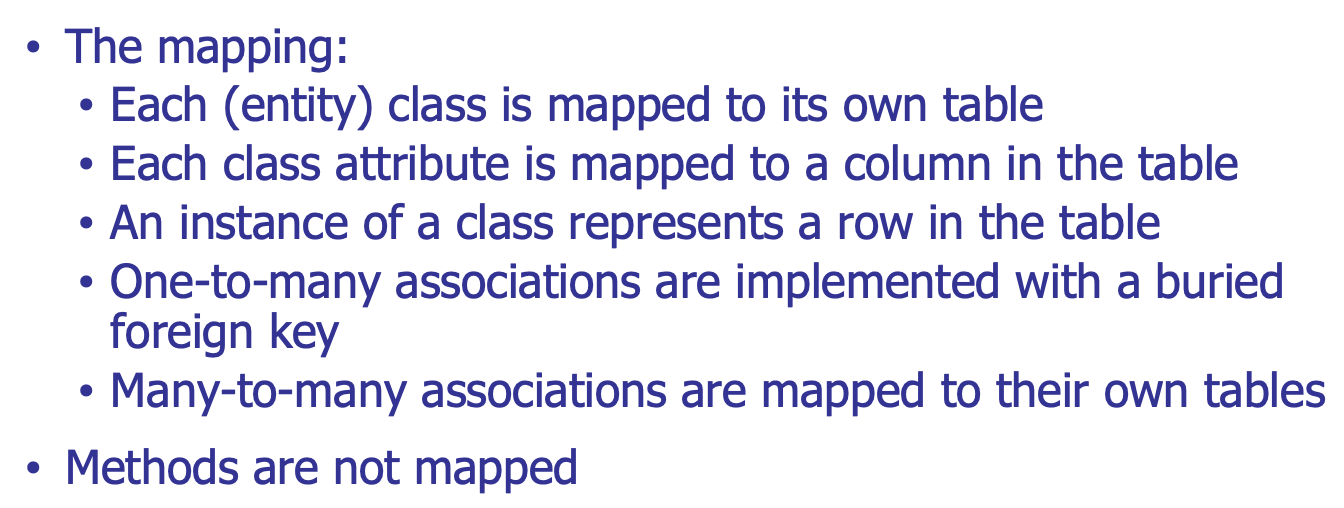 • The mapping:
• Each (entity) class is mapped to its own table
• Each class attribute is mapped to a column in the table
• An instance of a class represents a row in the table
• One-to-many associations are implemented with a buried
foreign key
• Many-to-many associations are mapped to their own tables
• Methods are not mapped